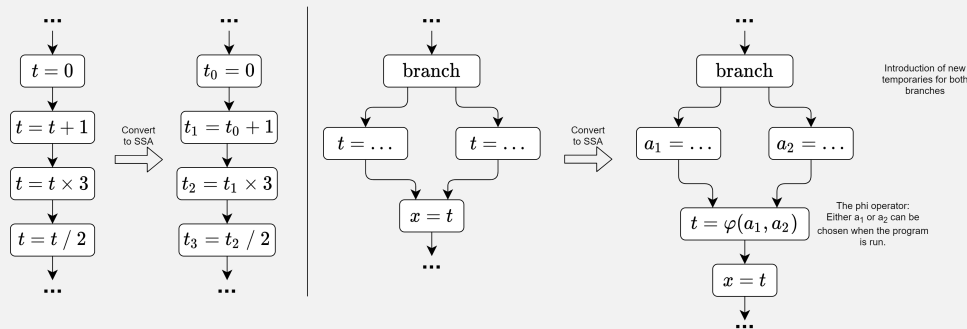 ...
t = 0
t = t + 1
t = t × 3
t = t / 2
...
Convert
to SSA
...
t₀ = 0
t₁ = t₀ + 1
t₂ = t₁ × 3
t₃ = t₂ / 2
...
...
branch
t = ...
t = ...
x = t
...
Convert
to SSA
...
branch
a₁ = ...
a₂ = ...
t = φ(a₁, a₂)
x = t
...
Introduction of new
temporaries for both
branches
The phi operator:
Either a₁ or a₂ can be
chosen when the program
is run.